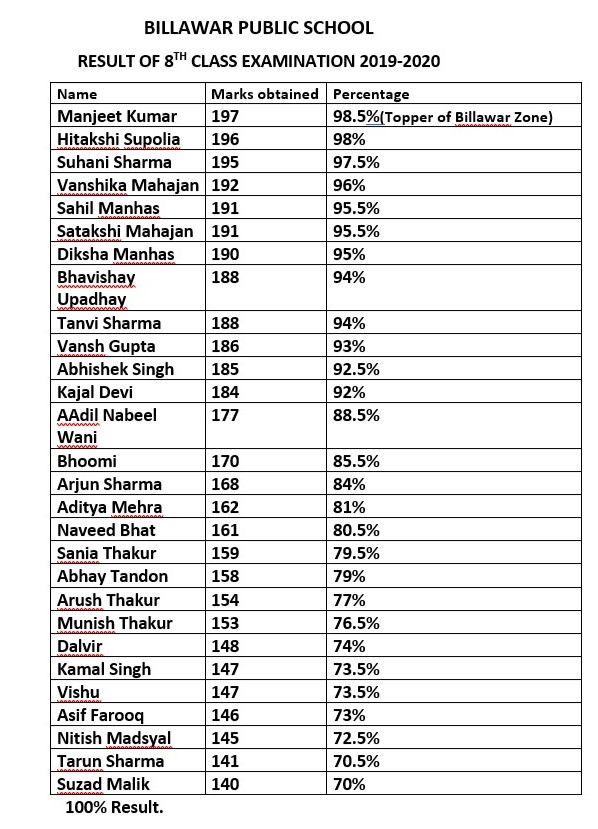 BILLAWAR PUBLIC SCHOOL
RESULT OF 8TH CLASS EXAMINATION 2019-2020
Name Marks obtained Percentage
Manjeet Kumar 197 98.5%(Topper of Billawar Zone)
Hitakshi Supolia 196 98%
Suhani Sharma 195 97.5%
Vanshika Mahajan 192 96%
Sahil Manhas 191 95.5%
Satakshi Mahajan 191 95.5%
Diksha Manhas 190 95%
Bhavishay 188 94%
Upadhay
Tanvi Sharma 188 94%
Vansh Gupta 186 93%
Abhishek Singh 185 92.5%
Kajal Devi 184 92%
AAdil Nabeel 177 88.5%
Wani
Bhoomi 170 85.5%
Arjun Sharma 168 84%
Aditya Mehra 162 81%
Naveed Bhat 161 80.5%
Sania Thakur 159 79.5%
Abhay Tandon 158 79%
Arush Thakur 154 77%
Munish Thakur 153 76.5%
Dalvir 148 74%
Kamal Singh 147 73.5%
Vishu 147 73.5%
Asif Farooq 146 73%
Nitish Madsyal 145 72.5%
Tarun Sharma 141 70.5%
Suzad Malik 140 70%
100% Result.